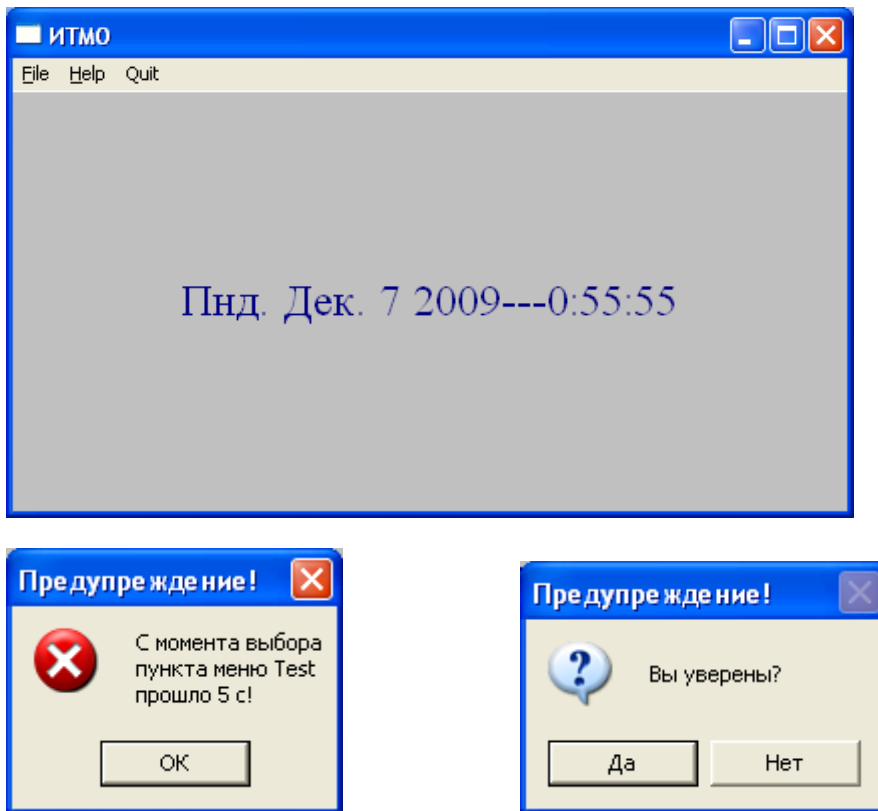 ИТМО
File Help Quit
Пнд. Дек. 7 2009---0:55:55
Предупреждение!
С момента выбора
пункта меню Test
прошло 5 с!
OK
Предупреждение!
Вы уверены?
Да Нет